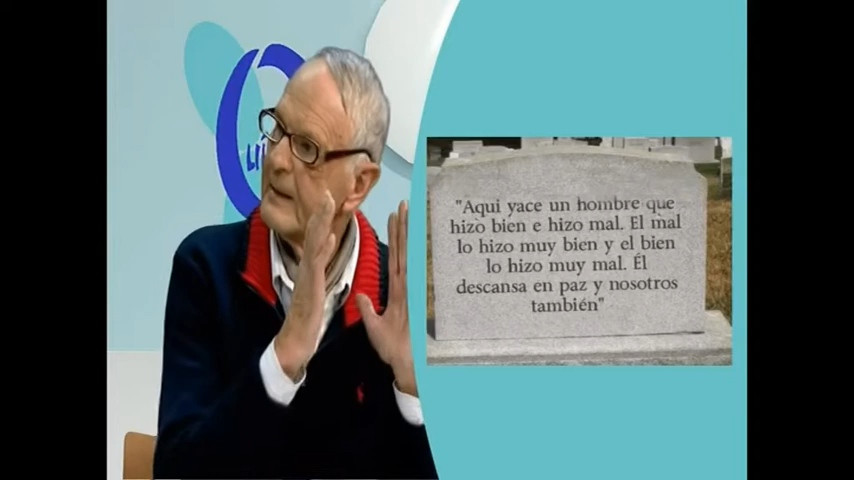 "Aqui yace un hombre que
hizo bien e hizo mal. El mal
lo hizo muy bien y el bien
lo hizo muy mal. Él
descansa en paz y nosotros
también"